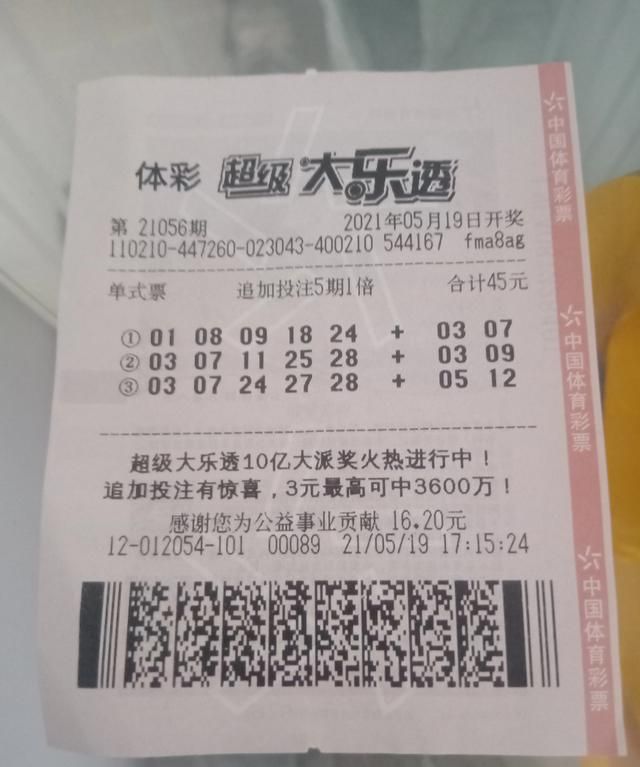 体彩 超级大乐透
第 21056期 2021年05月19日开奖
110210-447260-023043-400210 544167 fma8ag
单式票 追加投注5期1倍 合计45元
① 01 08 09 18 24 + 03 07
② 03 07 11 25 28 + 03 09
③ 03 07 24 27 28 + 05 12
超级大乐透10亿大派奖火热进行中！
追加投注有惊喜，3元最高可中3600万！
感谢您为公益事业贡献 16.20元
12-012054-101 00089 21/05/19 17:15:24
中国体育彩票
中国体育彩票
中国体育彩票